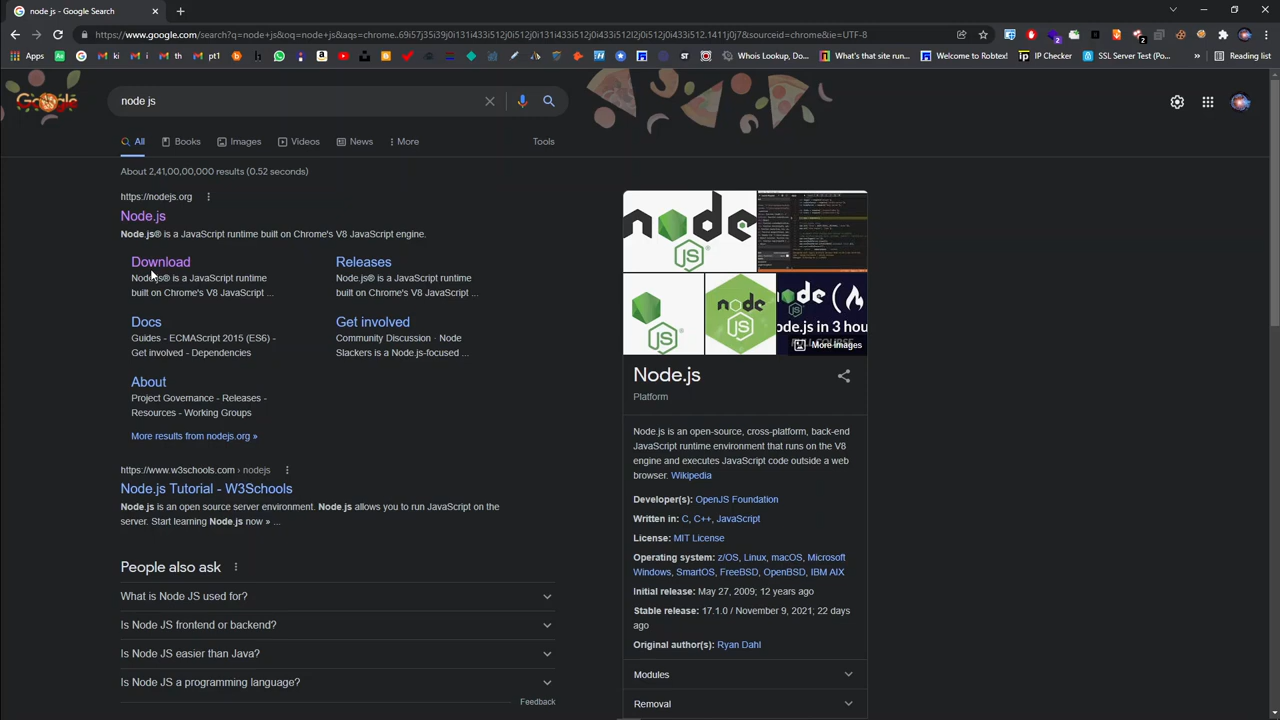 node js - Google Search
https://www.google.com/search?q=node+js&oq=node+js&aqs=chrome..69i57j35i39j0i131i433i512j0i512l3j0i433i512.1411j0j7&sourceid=chrome&ie=UTF-8
Apps
ki
i
th
pt1
b
Whois Lookup, Do...
What's that site run...
Welcome to Robtex!
IP Checker
SSL Server Test (Po...
»
Reading list
Google
node js
All
Books
Images
Videos
News
More
Tools
About 2,41,00,00,000 results (0.52 seconds)
https://nodejs.org
Node.js
Node.js® is a JavaScript runtime built on Chrome's V8 JavaScript engine.
Download
Node.js® is a JavaScript runtime
built on Chrome's V8 JavaScript ...
Releases
Node.js® is a JavaScript runtime
built on Chrome's V8 JavaScript ...
Docs
Guides - ECMAScript 2015 (ES6) -
Get involved - Dependencies
Get involved
Community Discussion · Node
Slackers is a Node.js-focused ...
About
Project Governance - Releases -
Resources - Working Groups
More results from nodejs.org »
https://www.w3schools.com › nodejs
Node.js Tutorial - W3Schools
Node.js is an open source server environment. Node.js allows you to run JavaScript on the
server. Start learning Node.js now » ...
People also ask
What is Node JS used for?
Is Node JS frontend or backend?
Is Node JS easier than Java?
Is Node JS a programming language?
Feedback
node
JS
JS
node
JS
node (
ode.js in 3 hou
FULL COURSE
More images
Node.js
Platform
Node.js is an open-source, cross-platform, back-end
JavaScript runtime environment that runs on the V8
engine and executes JavaScript code outside a web
browser. Wikipedia
Developer(s): OpenJS Foundation
Written in: C, C++, JavaScript
License: MIT License
Operating system: z/OS, Linux, macOS, Microsoft
Windows, SmartOS, FreeBSD, OpenBSD, IBM AIX
Initial release: May 27, 2009; 12 years ago
Stable release: 17.1.0 / November 9, 2021; 22 days
ago
Original author(s): Ryan Dahl
Modules
Removal